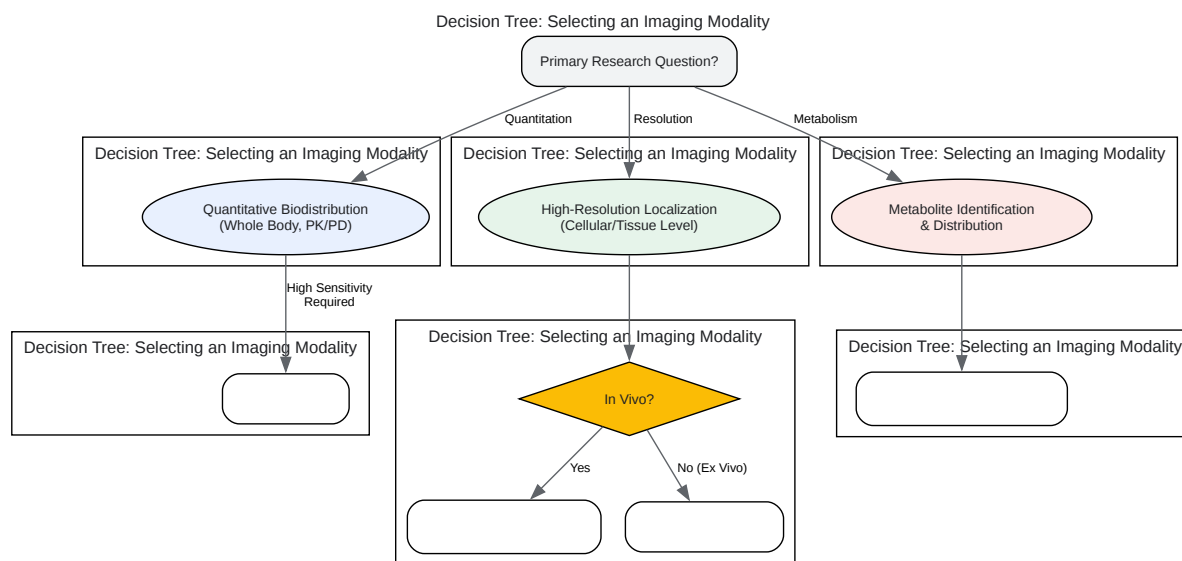 Decision Tree: Selecting an Imaging Modality
Primary Research Question?
Quantitation
Resolution
Metabolism
Decision Tree: Selecting an Imaging Modality
Decision Tree: Selecting an Imaging Modality
Decision Tree: Selecting an Imaging Modality
Quantitative Biodistribution
(Whole Body, PK/PD)
High-Resolution Localization
(Cellular/Tissue Level)
Metabolite Identification
& Distribution
High Sensitivity
Required
Decision Tree: Selecting an Imaging Modality
Decision Tree: Selecting an Imaging Modality
Decision Tree: Selecting an Imaging Modality
In Vivo?
Yes
No (Ex Vivo)